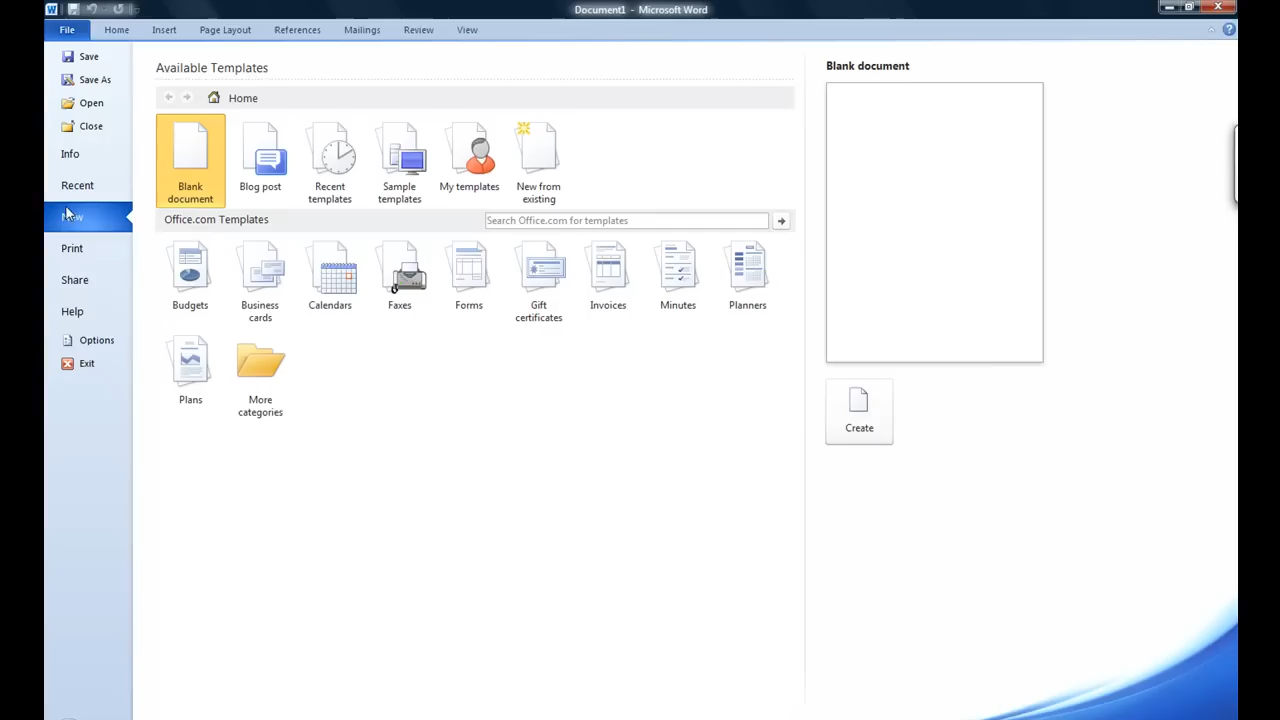 Document1 - Microsoft Word
File Home Insert Page Layout References Mailings Review View
Save
Save As
Open
Close
Info
Recent
Print
Share
Help
Options
Exit
Available Templates
Home
Blank document
Blog post
Recent templates
Sample templates
My templates
New from existing
Office.com Templates
Search Office.com for templates
Budgets
Business cards
Calendars
Faxes
Forms
Gift certificates
Invoices
Minutes
Planners
Plans
More categories
Blank document
Create